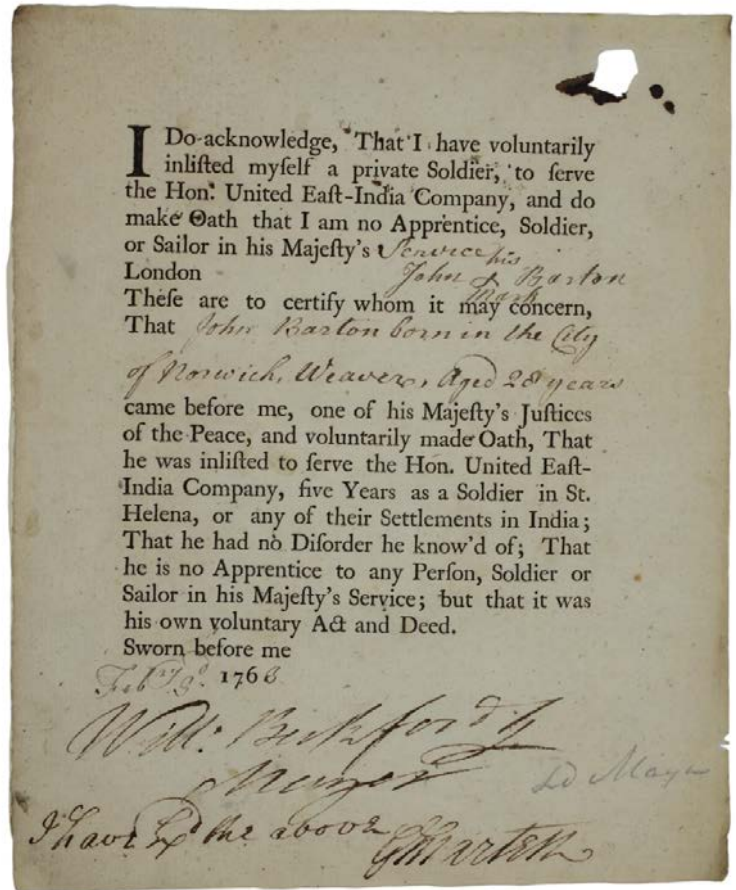 I Do acknowledge, That I have voluntarily
inliſted myſelf a private Soldier, to ſerve
the Hon. United Eaſt-India Company, and do
make Oath that I am no Apprentice, Soldier,
or Sailor in his Majeſty's Service
his
London John Barton
mark
Theſe are to certify whom it may concern,
That John Barton born in the City
of Norwich, Weaver, Aged 28 years
came before me, one of his Majeſty's Juſtices
of the Peace, and voluntarily made Oath, That
he was inliſted to ſerve the Hon. United Eaſt-
India Company, five Years as a Soldier in St.
Helena, or any of their Settlements in India;
That he had no Diſorder he know'd of; That
he is no Apprentice to any Perſon, Soldier or
Sailor in his Majeſty's Service; but that it was
his own voluntary Act and Deed.
Sworn before me
Febry 176
Willm Beckford
Mayor
Ld Mayor
I have the above